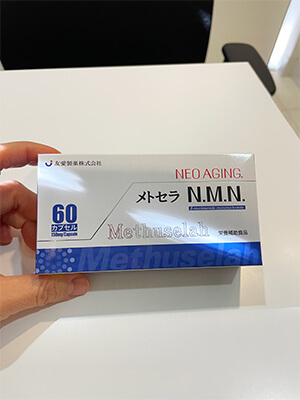 友愛製薬株式会社
NEO AGING.
メトセラ N.M.N.
60
カプセル
Methuselah
栄養補助食品
Methuselah